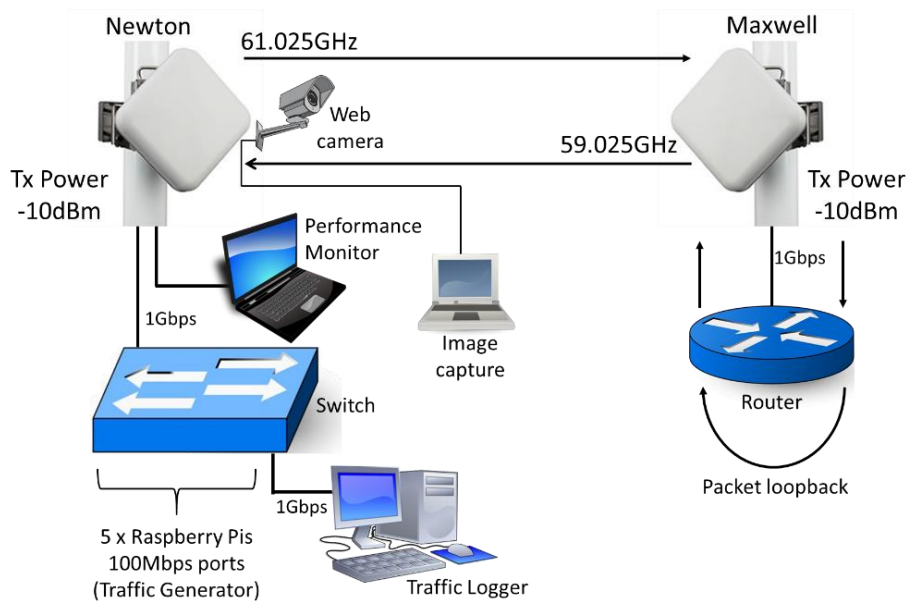 Newton
Maxwell
61.025GHz
Web
camera
59.025GHz
Tx Power
-10dBm
Tx Power
-10dBm
Performance
Monitor
1Gbps
1Gbps
Image
capture
Switch
Router
1Gbps
Packet loopback
5 x Raspberry Pis
100Mbps ports
(Traffic Generator)
Traffic Logger